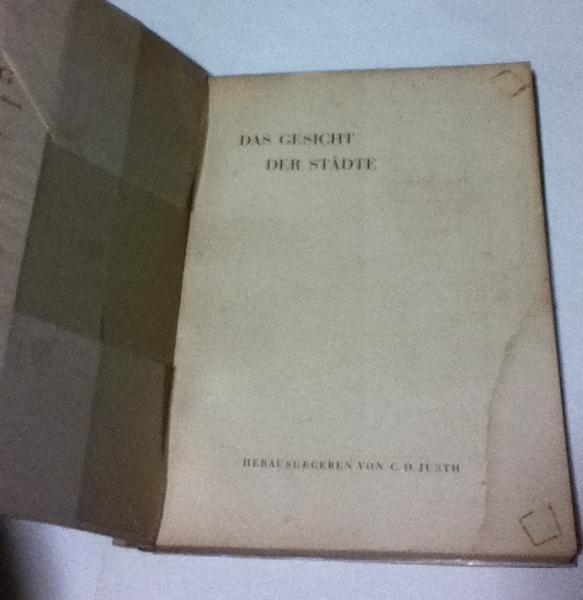 DAS GESICHT
DER STÄDTE
HERAUSGEGEBEN VON C. O. JUSTH
G